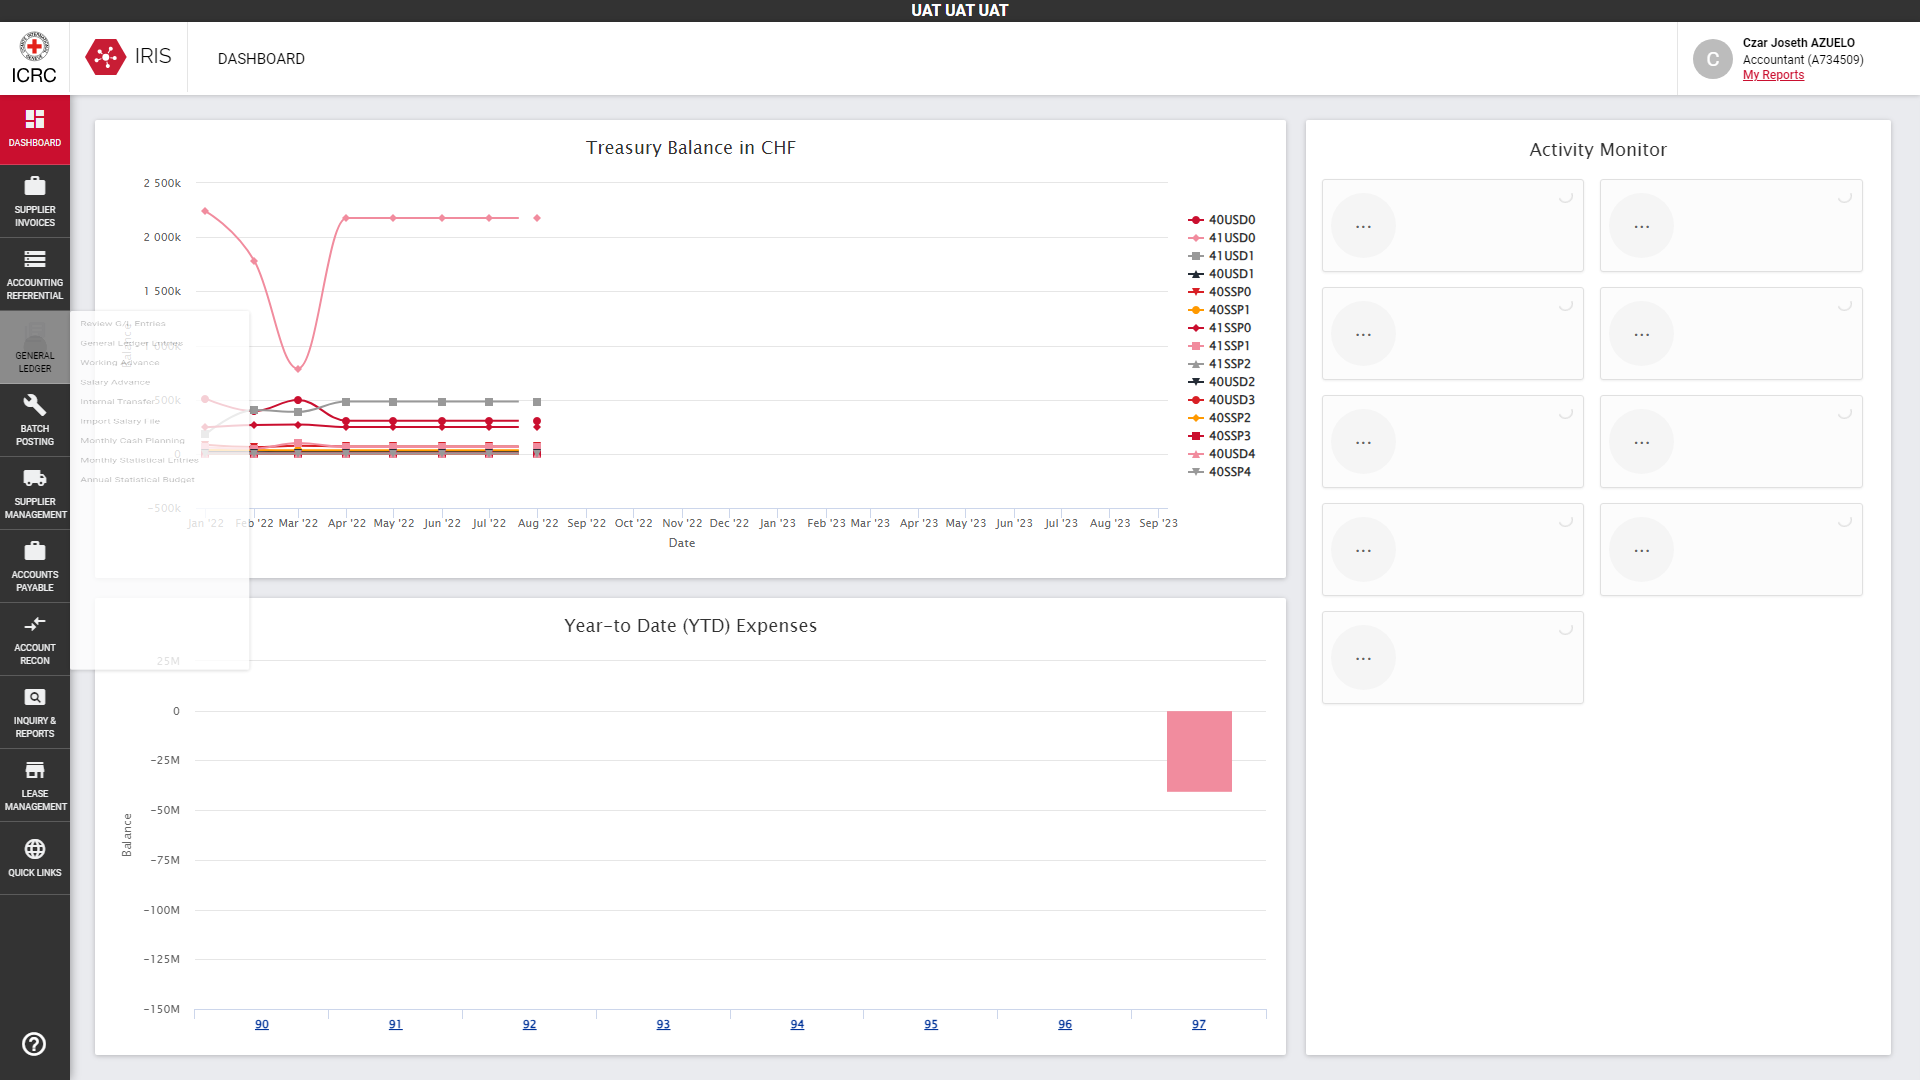 UAT UAT UAT
ICRC
IRIS
DASHBOARD
C
Czar Joseth AZUELO
Accountant (A734509)
My Reports
DASHBOARD
SUPPLIER
INVOICES
ACCOUNTING
REFERENTIAL
GENERAL
LEDGER
BATCH
POSTING
SUPPLIER
MANAGEMENT
ACCOUNTS
PAYABLE
ACCOUNT
RECON
INQUIRY &
REPORTS
LEASE
MANAGEMENT
QUICK LINKS
Review G/L Entries
General Ledger Entries
Working Advance
Salary Advance
Internal Transfer
Import Salary File
Monthly Cash Planning
Monthly Statistical Entries
Annual Statistical Budget
Treasury Balance in CHF
2 500k
2 000k
1 500k
1 000k
500k
0
-500k
Balance
Jan '22 Feb '22 Mar '22 Apr '22 May '22 Jun '22 Jul '22 Aug '22 Sep '22 Oct '22 Nov '22 Dec '22 Jan '23 Feb '23 Mar '23 Apr '23 May '23 Jun '23 Jul '23 Aug '23 Sep '23
Date
40USD0
41USD0
41USD1
40USD1
40SSP0
40SSP1
41SSP0
41SSP1
41SSP2
40USD2
40USD3
40SSP2
40SSP3
40USD4
40SSP4
Year-to Date (YTD) Expenses
25M
0
-25M
-50M
-75M
-100M
-125M
-150M
Balance
90 91 92 93 94 95 96 97
Activity Monitor
... ...
... ...
... ...
... ...
...